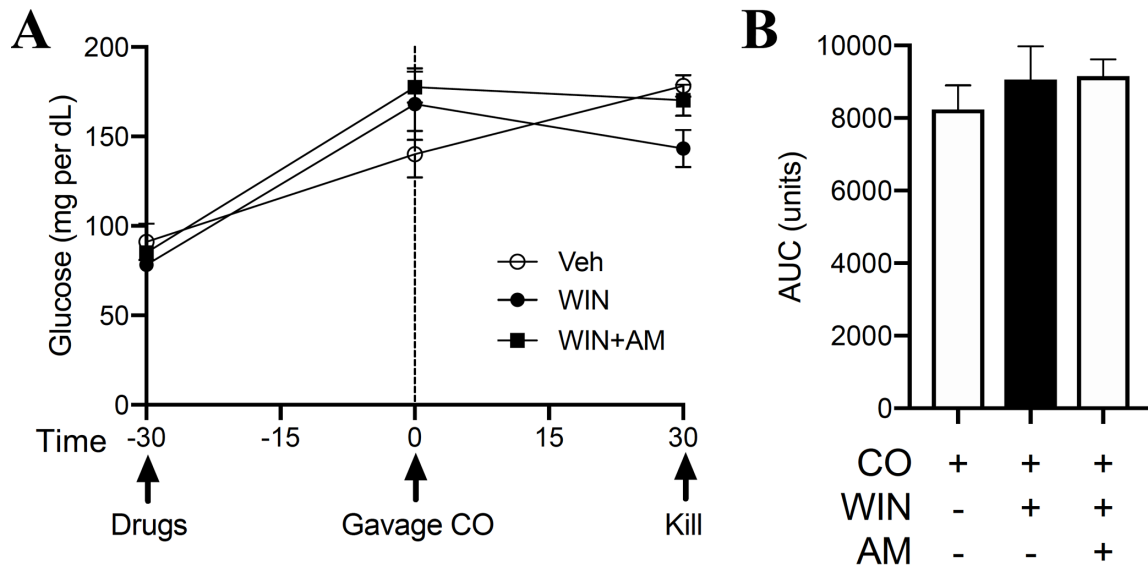 A
Glucose (mg per dL)
200
150
100
50
0
Veh
WIN
WIN+AM
Time -30 -15 0 15 30
Drugs Gavage CO Kill
B
AUC (units)
10000
8000
6000
4000
2000
0
CO + + +
WIN - + +
AM - - +